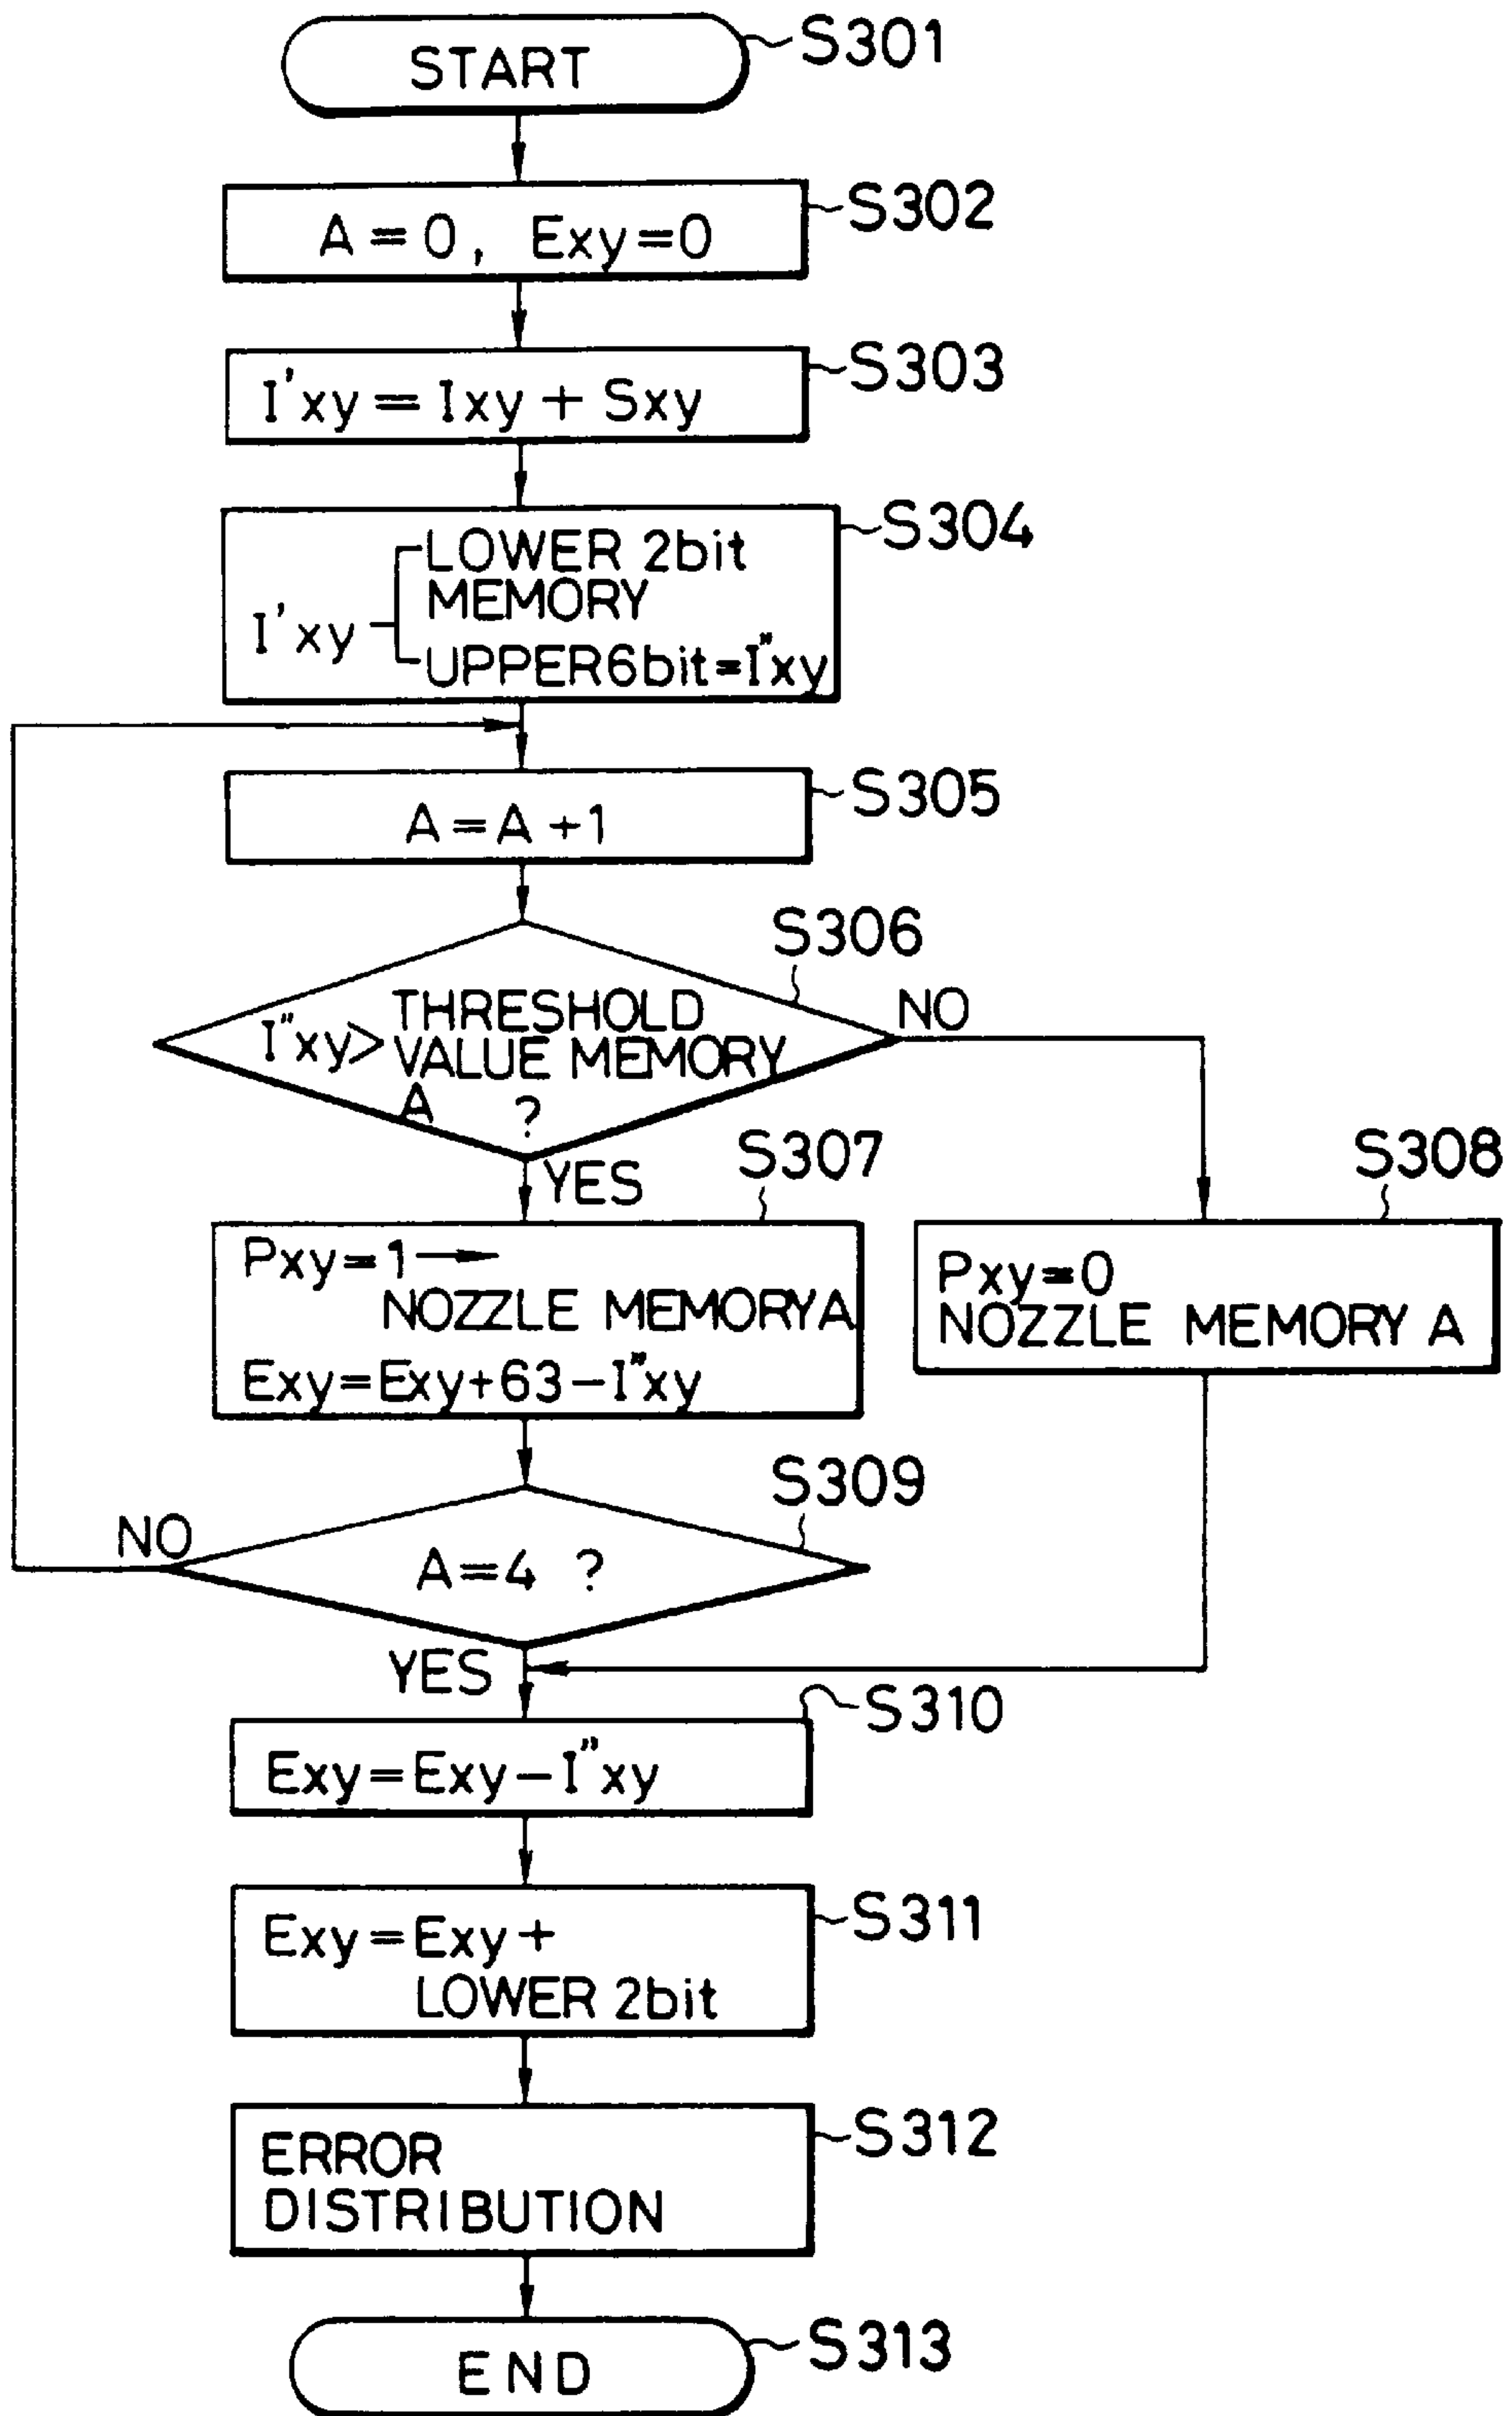 START
S301
A=0, Exy=0
S302
I'xy=Ixy+Sxy
S303
S304
LOWER 2bit
MEMORY
I'xy
UPPER6bit=I"xy
A=A+1
S305
S306
THRESHOLD
I"xy> VALUE MEMORY
A ?
NO
YES
S307
Pxy=1→
NOZZLE MEMORYA
Exy=Exy+63-I"xy
S308
Pxy=0
NOZZLE MEMORY A
S309
NO
A=4 ?
YES
S310
Exy=Exy-I"xy
S311
Exy=Exy+
LOWER 2bit
S312
ERROR
DISTRIBUTION
S313
END